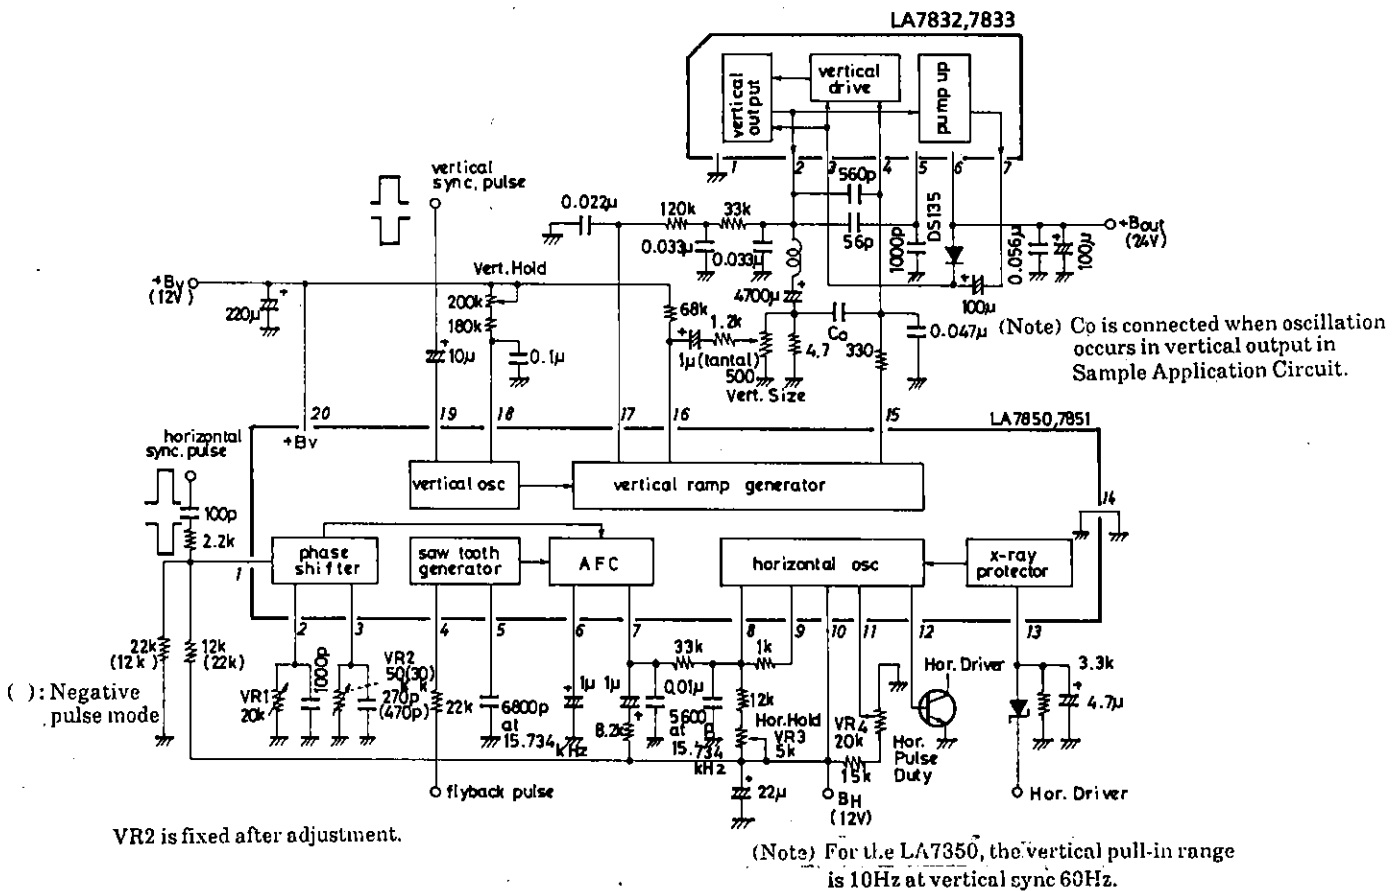 LA7832,7833
vertical
output
vertical
drive
pump up
1
2
3
4
5
6
7
vertical
sync, pulse
0.022μ
120k
33k
560p
56p
1000p
DS135
0.056μ
100μ
+Bout
(24V)
0.033μ
0.033μ
+Bv
(12V)
220μ
Vert.Hold
200k
180k
10μ
0.1μ
68k
1.2k
1μ(tantal)
500
Vert. Size
4700μ
4.7
Co
330
0.047μ
100μ
(Note) Co is connected when oscillation
occurs in vertical output in
Sample Application Circuit.
20
19
18
17
16
15
LA7850,7851
+Bv
horizontal
sync, pulse
100p
2.2k
vertical osc
vertical ramp generator
14
phase
shifter
saw tooth
generator
AFC
horizontal osc
x-ray
protector
1
2
3
4
5
6
7
8
9
10
11
12
13
22k
(12k)
12k
(22k)
( ): Negative
pulse mode
VR1
20k
1000p
VR2
50(30)
k k
270p
(470p)
22k
6800p
at
15.734
kHz
1μ
1μ
8.2k
33k
0.01μ
5600
P
at
15.734
kHz
1k
12k
Hor.Hold
VR3
5k
22μ
VR4
20k
15k
Hor. Driver
Hor.
Pulse
Duty
3.3k
4.7μ
flyback pulse
BH
(12V)
Hor. Driver
VR2 is fixed after adjustment.
(Note) For the LA7350, the vertical pull-in range
is 10Hz at vertical sync 60Hz.